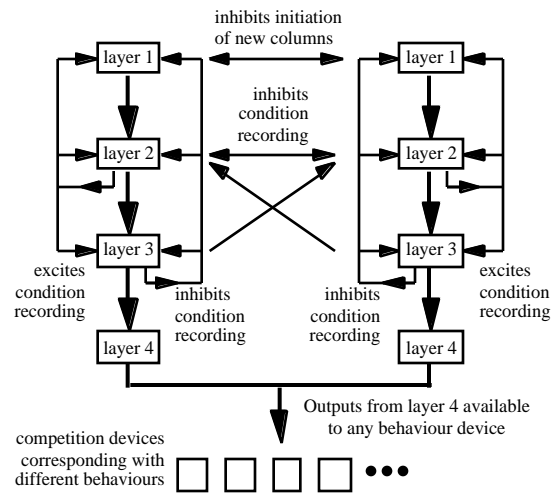 inhibits initiation
of new columns
layer 1
layer 1
inhibits
condition
recording
layer 2
layer 2
layer 3
layer 3
excites
condition
recording
inhibits
condition
recording
inhibits
condition
recording
excites
condition
recording
layer 4
layer 4
Outputs from layer 4 available
to any behaviour device
competition devices
corresponding with
different behaviours